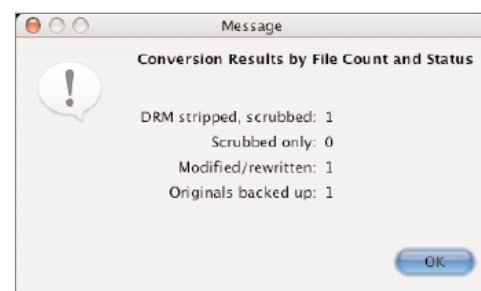 Message
Conversion Results by File Count and Status
DRM stripped, scrubbed: 1
Scrubbed only: 0
Modified/rewritten: 1
Originals backed up: 1
OK